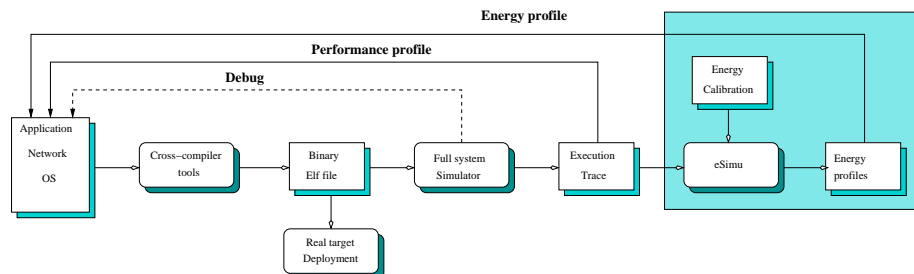 Energy profile
Performance profile
Debug
Energy
Calibration
Application
Network
OS
Cross−compiler
tools
Binary
Elf file
Full system
Simulator
Execution
Trace
eSimu
Energy
profiles
Real target
Deployment